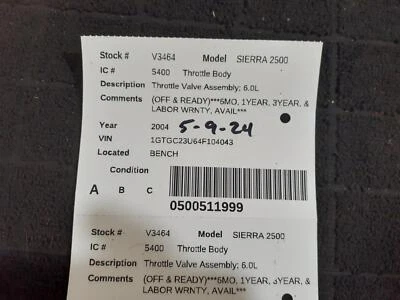 Stock # V3464 Model SIERRA 2500
IC # 5400 Throttle Body
Description Throttle Valve Assembly; 6.0L
Comments (OFF & READY)***6MO, 1YEAR, 3YEAR, &
LABOR WRNTY, AVAIL***
Year 2004 5-9-24
VIN 1GTGC23U64F104043
Located BENCH
Condition
A B C
0500511999
Stock # V3464 Model SIERRA 2500
IC # 5400 Throttle Body
Description Throttle Valve Assembly; 6.0L
Comments (OFF & READY)***6MO, 1YEAR, 3YEAR, &
LABOR WRNTY, AVAIL***